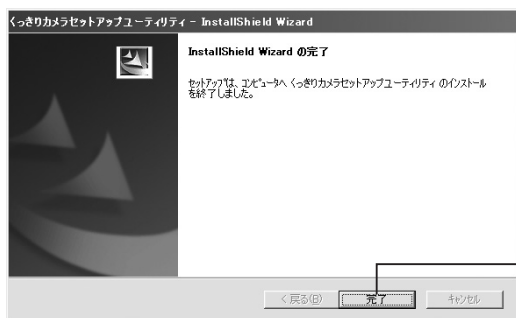 くっきりカメラセットアップユーティリティ - InstallShield Wizard
InstallShield Wizard の完了
セットアップは、コンピュータへ くっきりカメラセットアップユーティリティ のインストール
を終了しました。
< 戻る(B)
完了
キャンセル